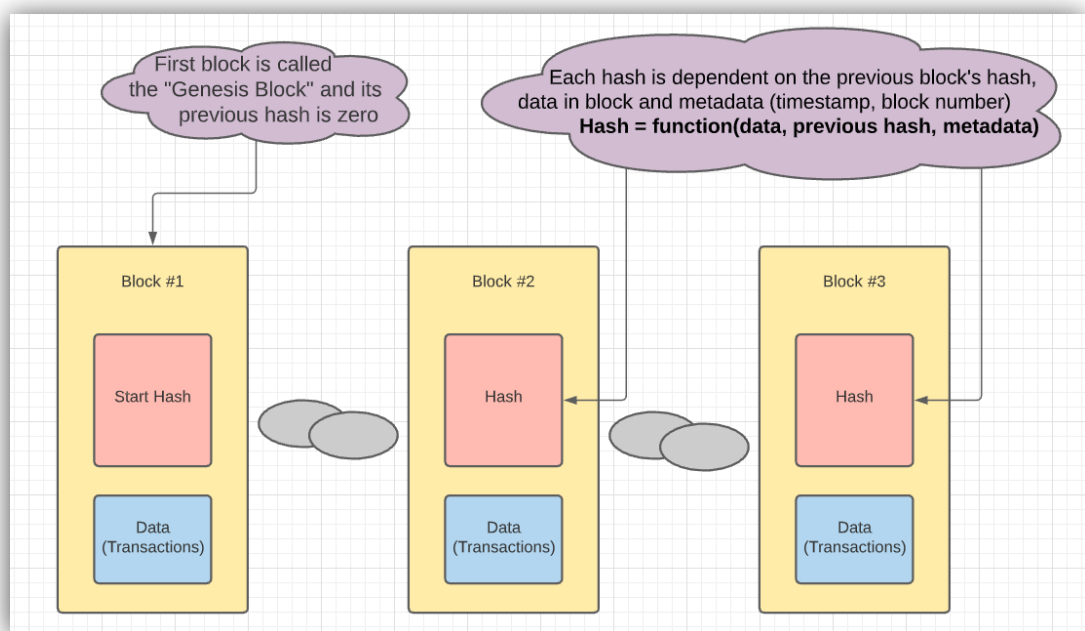 First block is called
the "Genesis Block" and its
previous hash is zero
Each hash is dependent on the previous block's hash,
data in block and metadata (timestamp, block number)
Hash = function(data, previous hash, metadata)
Block #1
Start Hash
Data
(Transactions)
Block #2
Hash
Data
(Transactions)
Block #3
Hash
Data
(Transactions)